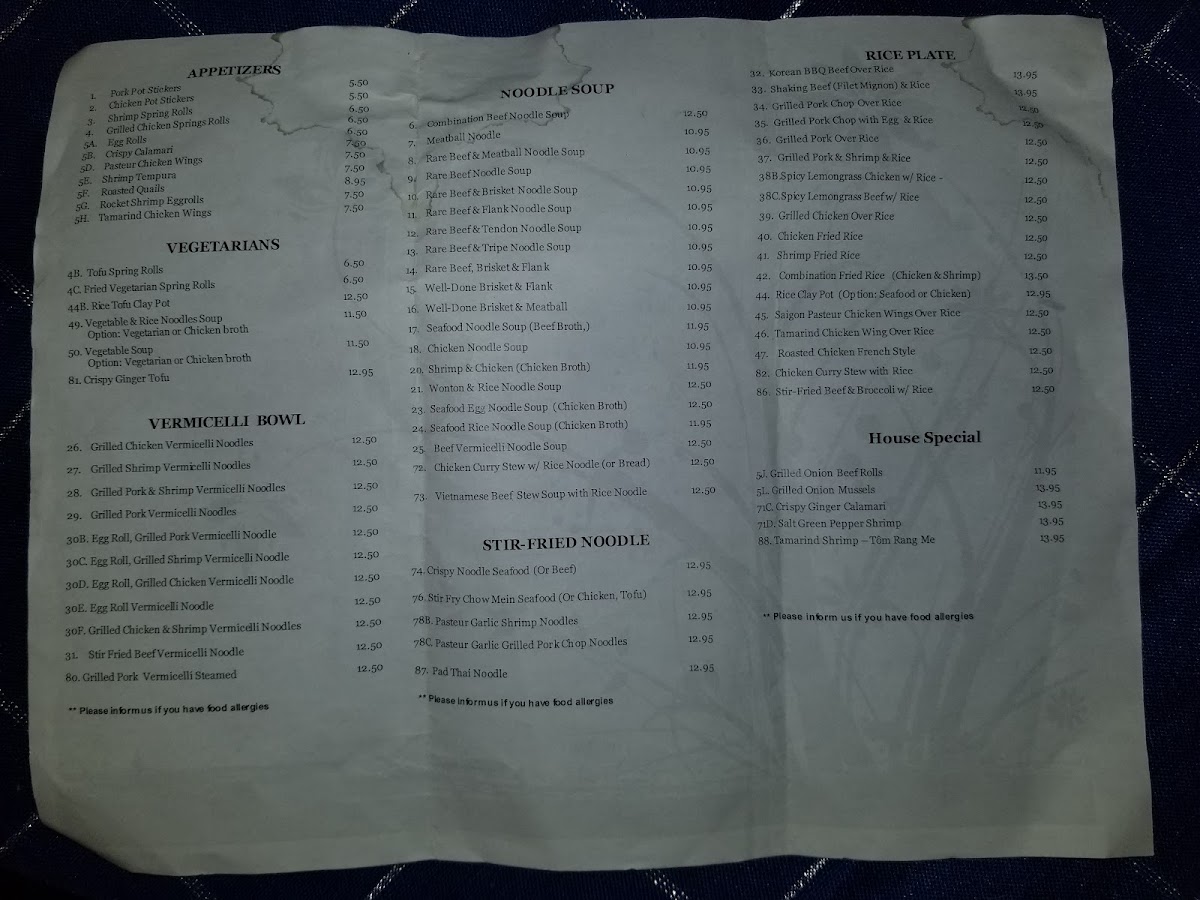 APPETIZERS
1. Pork Pot Stickers 5.50
2. Chicken Pot Stickers 5.50
3. Shrimp Spring Rolls 6.50
4. Grilled Chicken Springs Rolls 6.50
5A. Egg Rolls 6.50
5B. Crispy Calamari 7.50
5D. Pasteur Chicken Wings 7.50
5E. Shrimp Tempura 7.50
5F. Roasted Quails 8.95
5G. Rocket Shrimp Eggrolls 7.50
5H. Tamarind Chicken Wings 7.50
VEGETARIANS
4B. Tofu Spring Rolls 6.50
4C. Fried Vegetarian Spring Rolls 6.50
44B. Rice Tofu Clay Pot 12.50
49. Vegetable & Rice Noodles Soup 11.50
Option: Vegetarian or Chicken broth
50. Vegetable Soup 11.50
Option: Vegetarian or Chicken broth
81. Crispy Ginger Tofu 12.95
VERMICELLI BOWL
26. Grilled Chicken Vermicelli Noodles 12.50
27. Grilled Shrimp Vermicelli Noodles 12.50
28. Grilled Pork & Shrimp Vermicelli Noodles 12.50
29. Grilled Pork Vermicelli Noodles 12.50
30B. Egg Roll, Grilled Pork Vermicelli Noodle 12.50
30C. Egg Roll, Grilled Shrimp Vermicelli Noodle 12.50
30D. Egg Roll, Grilled Chicken Vermicelli Noodle 12.50
30E. Egg Roll Vermicelli Noodle 12.50
30F. Grilled Chicken & Shrimp Vermicelli Noodles 12.50
31. Stir Fried Beef Vermicelli Noodle 12.50
80. Grilled Pork Vermicelli Steamed 12.50
** Please inform us if you have food allergies
NOODLE SOUP
6. Combination Beef Noodle Soup 12.50
7. Meatball Noodle 10.95
8. Rare Beef & Meatball Noodle Soup 10.95
9. Rare Beef Noodle Soup 10.95
10. Rare Beef & Brisket Noodle Soup 10.95
11. Rare Beef & Flank Noodle Soup 10.95
12. Rare Beef & Tendon Noodle Soup 10.95
13. Rare Beef & Tripe Noodle Soup 10.95
14. Rare Beef, Brisket & Flank 10.95
15. Well-Done Brisket & Flank 10.95
16. Well-Done Brisket & Meatball 10.95
17. Seafood Noodle Soup (Beef Broth,) 11.95
18. Chicken Noodle Soup 10.95
20. Shrimp & Chicken (Chicken Broth) 11.95
21. Wonton & Rice Noodle Soup 12.50
23. Seafood Egg Noodle Soup (Chicken Broth) 12.50
24. Seafood Rice Noodle Soup (Chicken Broth) 11.95
25. Beef Vermicelli Noodle Soup 12.50
72. Chicken Curry Stew w/ Rice Noodle (or Bread) 12.50
73. Vietnamese Beef Stew Soup with Rice Noodle 12.50
STIR-FRIED NOODLE
74. Crispy Noodle Seafood (Or Beef) 12.95
76. Stir Fry Chow Mein Seafood (Or Chicken, Tofu) 12.95
78B. Pasteur Garlic Shrimp Noodles 12.95
78C. Pasteur Garlic Grilled Pork Chop Noodles 12.95
87. Pad Thai Noodle 12.95
** Please inform us if you have food allergies
RICE PLATE
32. Korean BBQ Beef Over Rice 13.95
33. Shaking Beef (Filet Mignon) & Rice 13.95
34. Grilled Pork Chop Over Rice 12.50
35. Grilled Pork Chop with Egg & Rice 12.50
36. Grilled Pork Over Rice 12.50
37. Grilled Pork & Shrimp & Rice 12.50
38B. Spicy Lemongrass Chicken w/ Rice - 12.50
38C. Spicy Lemongrass Beef w/ Rice 12.50
39. Grilled Chicken Over Rice 12.50
40. Chicken Fried Rice 12.50
41. Shrimp Fried Rice 12.50
42. Combination Fried Rice (Chicken & Shrimp) 13.50
44. Rice Clay Pot (Option: Seafood or Chicken) 12.95
45. Saigon Pasteur Chicken Wings Over Rice 12.50
46. Tamarind Chicken Wing Over Rice 12.50
47. Roasted Chicken French Style 12.50
82. Chicken Curry Stew with Rice 12.50
86. Stir-Fried Beef & Broccoli w/ Rice 12.50
House Special
5J. Grilled Onion Beef Rolls 11.95
5L. Grilled Onion Mussels 13.95
71C. Crispy Ginger Calamari 13.95
71D. Salt Green Pepper Shrimp 13.95
88. Tamarind Shrimp – Tôm Rang Me 13.95
** Please inform us if you have food allergies